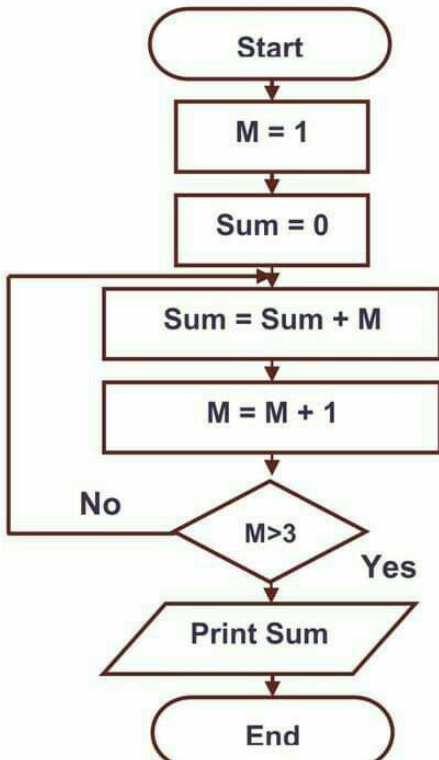 Start
M = 1
Sum = 0
Sum = Sum + M
M = M + 1
No
M>3
Yes
Print Sum
End